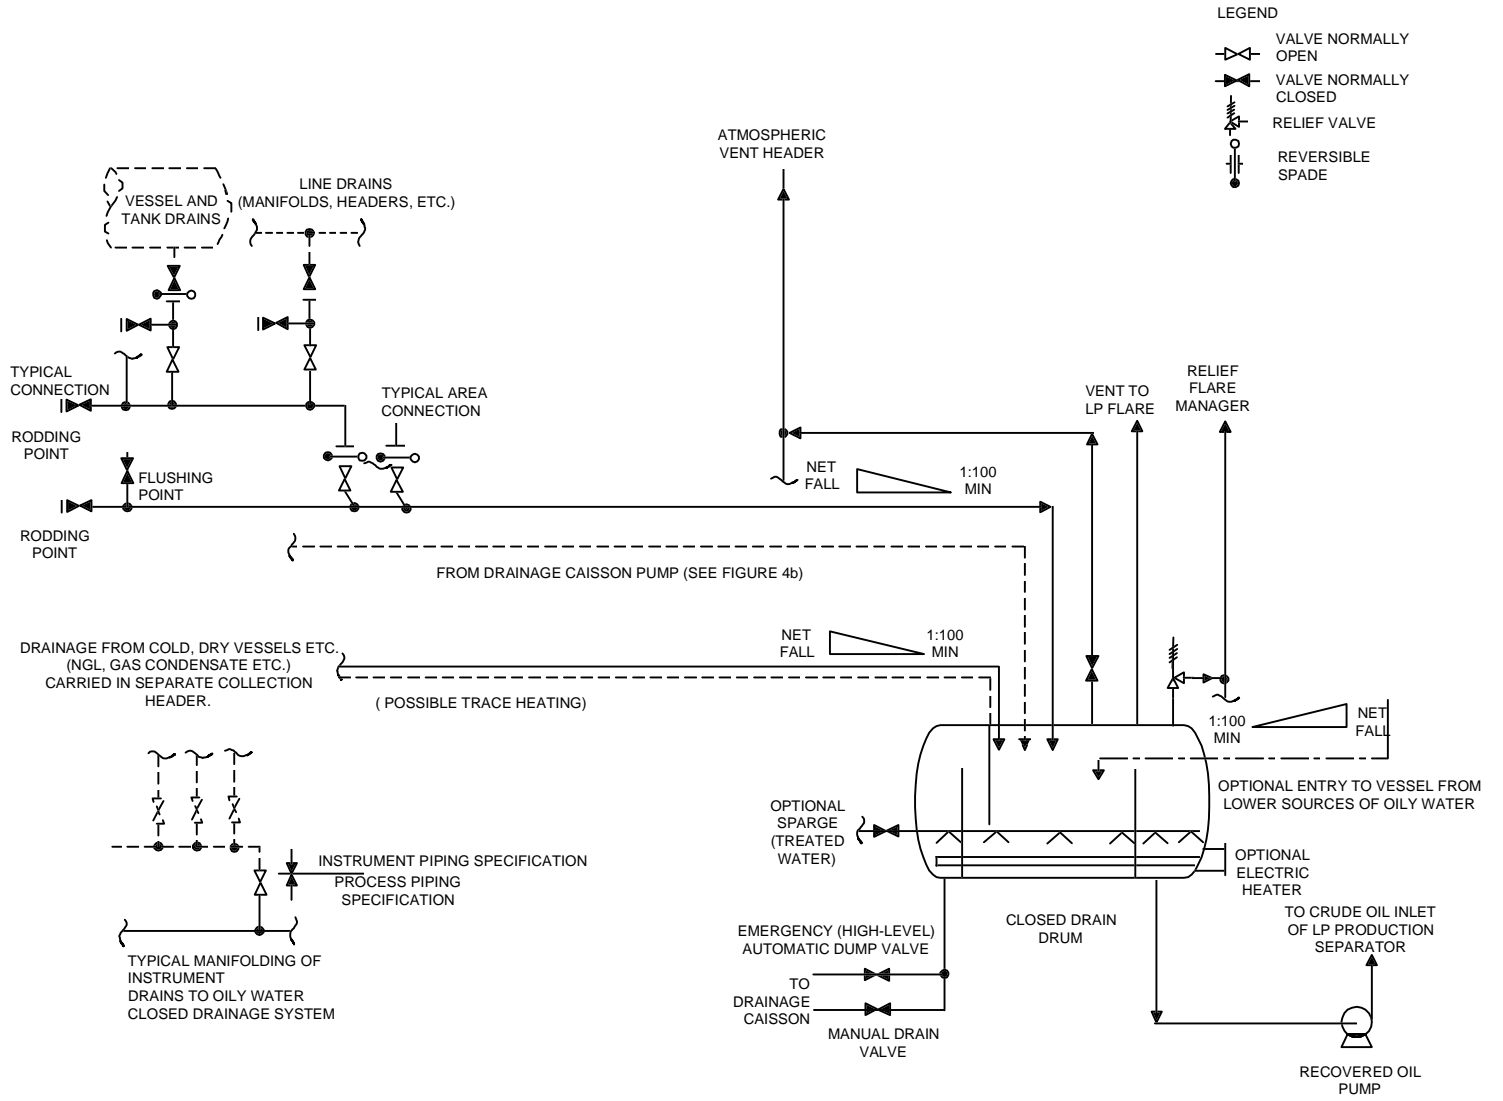 LEGEND
VALVE NORMALLY
OPEN
VALVE NORMALLY
CLOSED
RELIEF VALVE
REVERSIBLE
SPADE
ATMOSPHERIC
VENT HEADER
VESSEL AND
TANK DRAINS
LINE DRAINS
(MANIFOLDS, HEADERS, ETC.)
TYPICAL
CONNECTION
RODDING
POINT
TYPICAL AREA
CONNECTION
FLUSHING
POINT
RODDING
POINT
NET
FALL
1:100
MIN
VENT TO
LP FLARE
RELIEF
FLARE
MANAGER
FROM DRAINAGE CAISSON PUMP (SEE FIGURE 4b)
DRAINAGE FROM COLD, DRY VESSELS ETC.
(NGL, GAS CONDENSATE ETC.)
CARRIED IN SEPARATE COLLECTION
HEADER.
NET
FALL
1:100
MIN
( POSSIBLE TRACE HEATING)
1:100
MIN
NET
FALL
OPTIONAL ENTRY TO VESSEL FROM
LOWER SOURCES OF OILY WATER
OPTIONAL
SPARGE
(TREATED
WATER)
OPTIONAL
ELECTRIC
HEATER
INSTRUMENT PIPING SPECIFICATION
PROCESS PIPING
SPECIFICATION
TYPICAL MANIFOLDING OF
INSTRUMENT
DRAINS TO OILY WATER
CLOSED DRAINAGE SYSTEM
EMERGENCY (HIGH-LEVEL)
AUTOMATIC DUMP VALVE
TO
DRAINAGE
CAISSON
MANUAL DRAIN
VALVE
CLOSED DRAIN
DRUM
TO CRUDE OIL INLET
OF LP PRODUCTION
SEPARATOR
RECOVERED OIL
PUMP